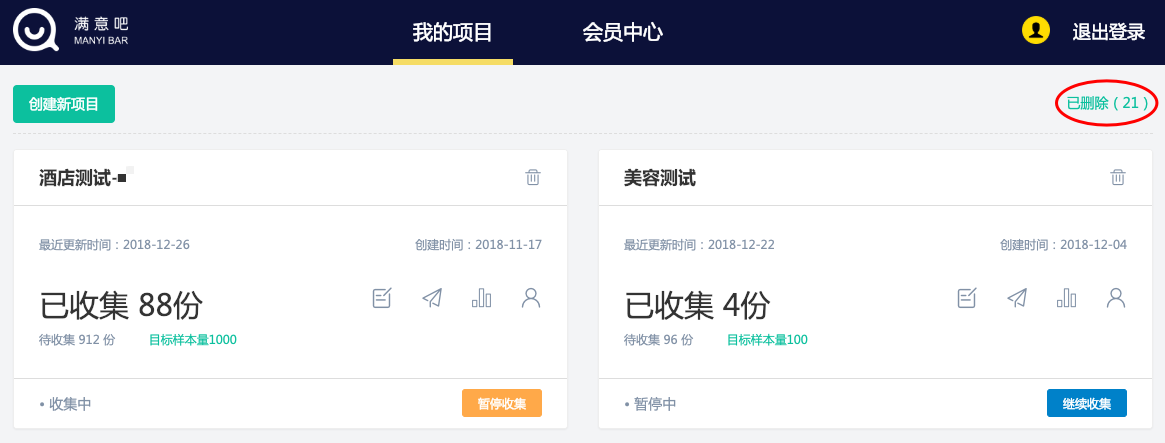 满意吧
MANYI BAR
我的项目
会员中心
退出登录
创建新项目
已删除（21）
酒店测试-
美容测试
最近更新时间：2018-12-26
创建时间：2018-11-17
最近更新时间：2018-12-22
创建时间：2018-12-04
已收集 88份
已收集 4份
待收集 912 份
目标样本量1000
待收集 96 份
目标样本量100
• 收集中
暂停收集
• 暂停中
继续收集